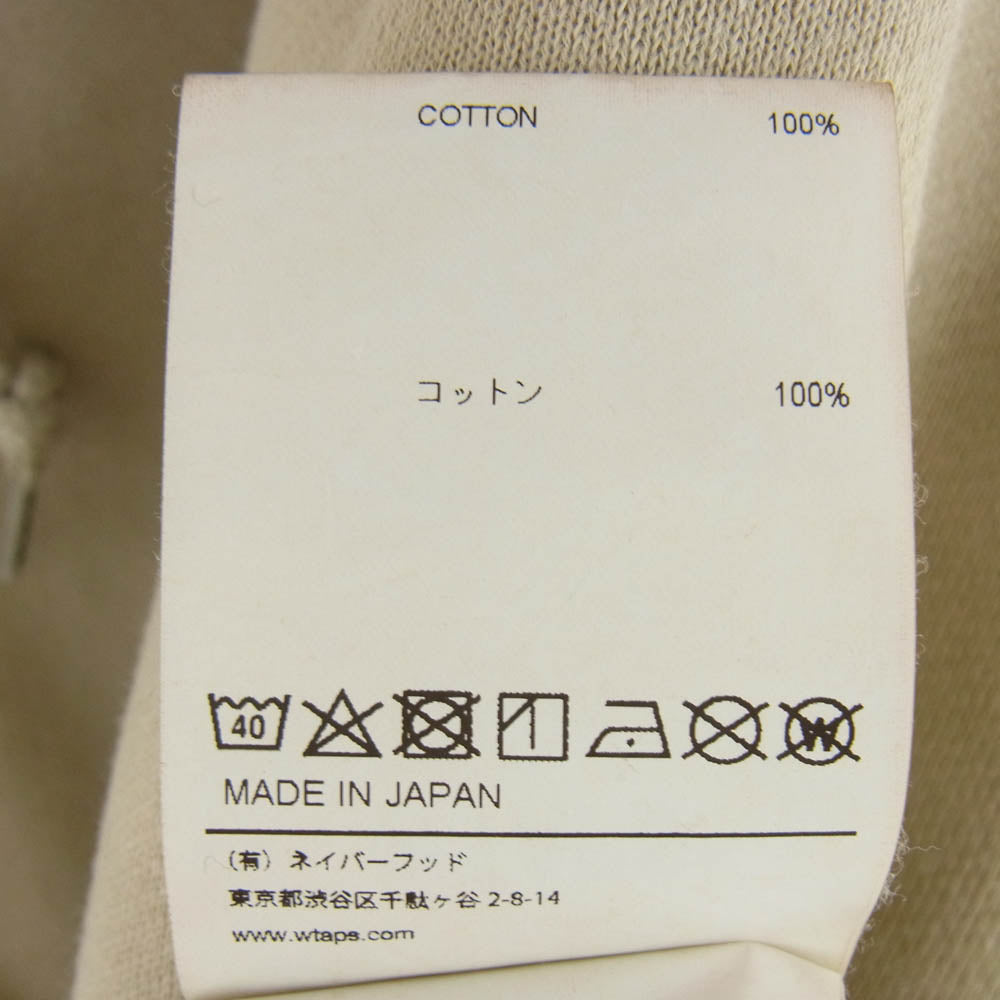 COTTON 100%
コットン 100%
40 W
MADE IN JAPAN
(有) ネイバーフッド
東京都渋谷区千駄ヶ谷 2-8-14
www.wtaps.com